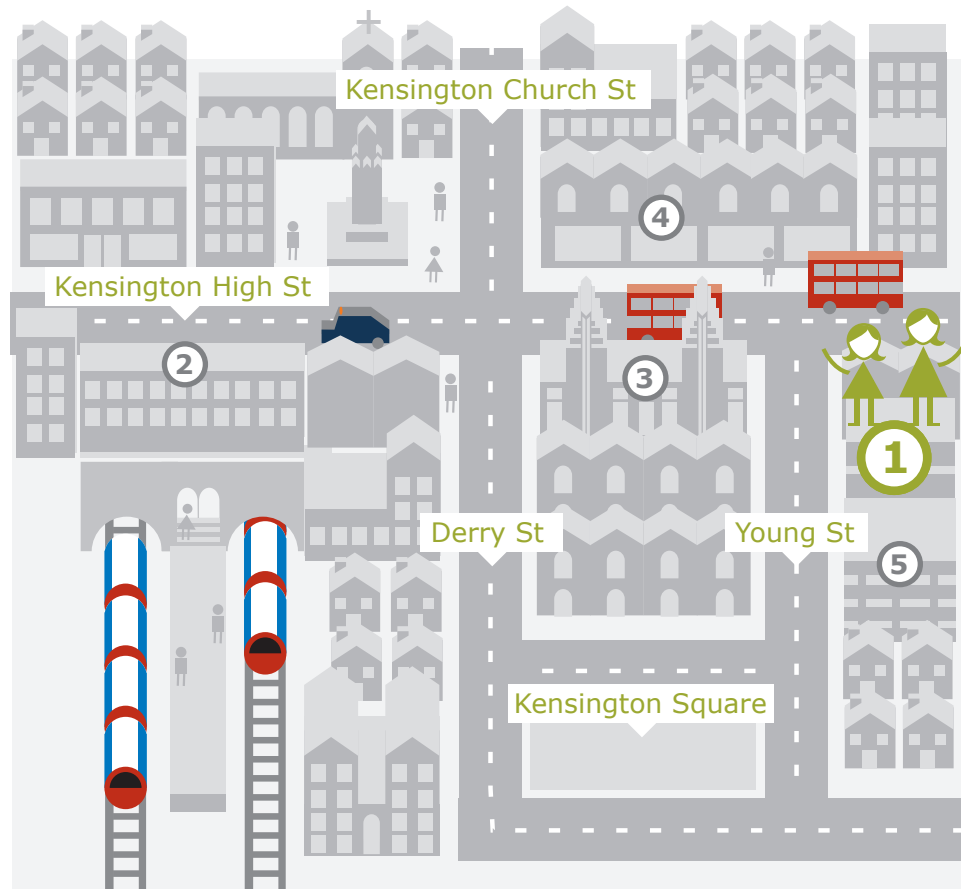 Kensington Church St
4
Kensington High St
2
3
1
Derry St
Young St
5
Kensington Square